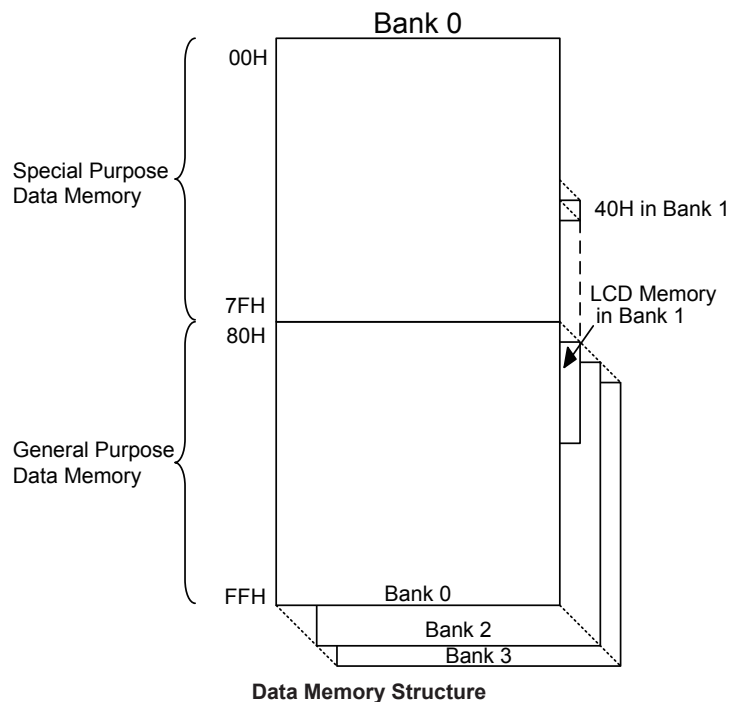 Bank 0
00H
Special Purpose
Data Memory
40H in Bank 1
7FH
LCD Memory
in Bank 1
80H
General Purpose
Data Memory
FFH
Bank 0
Bank 2
Bank 3
Data Memory Structure